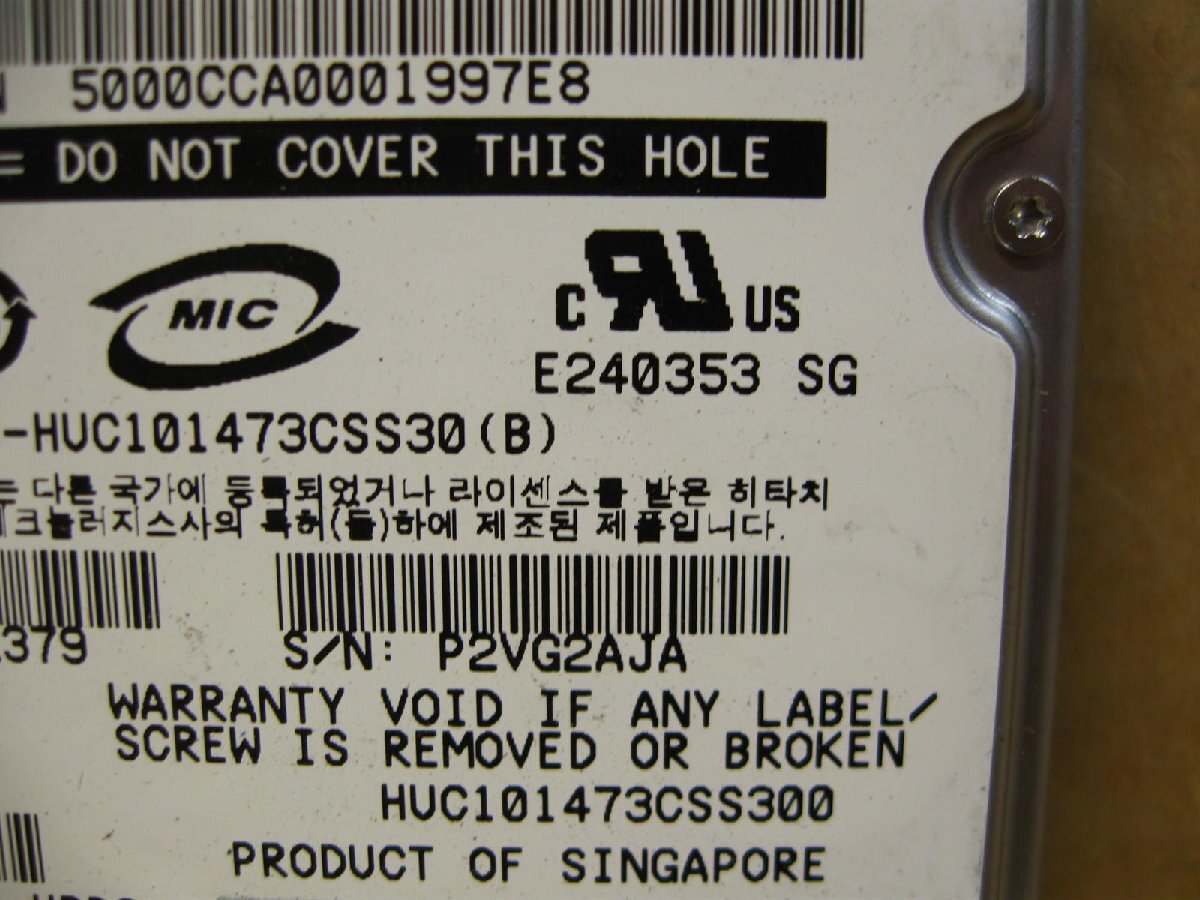 5000CCA0001997E8
= DO NOT COVER THIS HOLE
MIC
C RU US
E240353 SG
-HUC101473CSS30(B)
다른 국가에 등록되었거나 라이센스를 받은 히타치
크놀러지스사의 특허(들)하에 제조된 제품입니다.
379
S/N: P2VG2AJA
WARRANTY VOID IF ANY LABEL/
SCREW IS REMOVED OR BROKEN
HUC101473CSS300
PRODUCT OF SINGAPORE